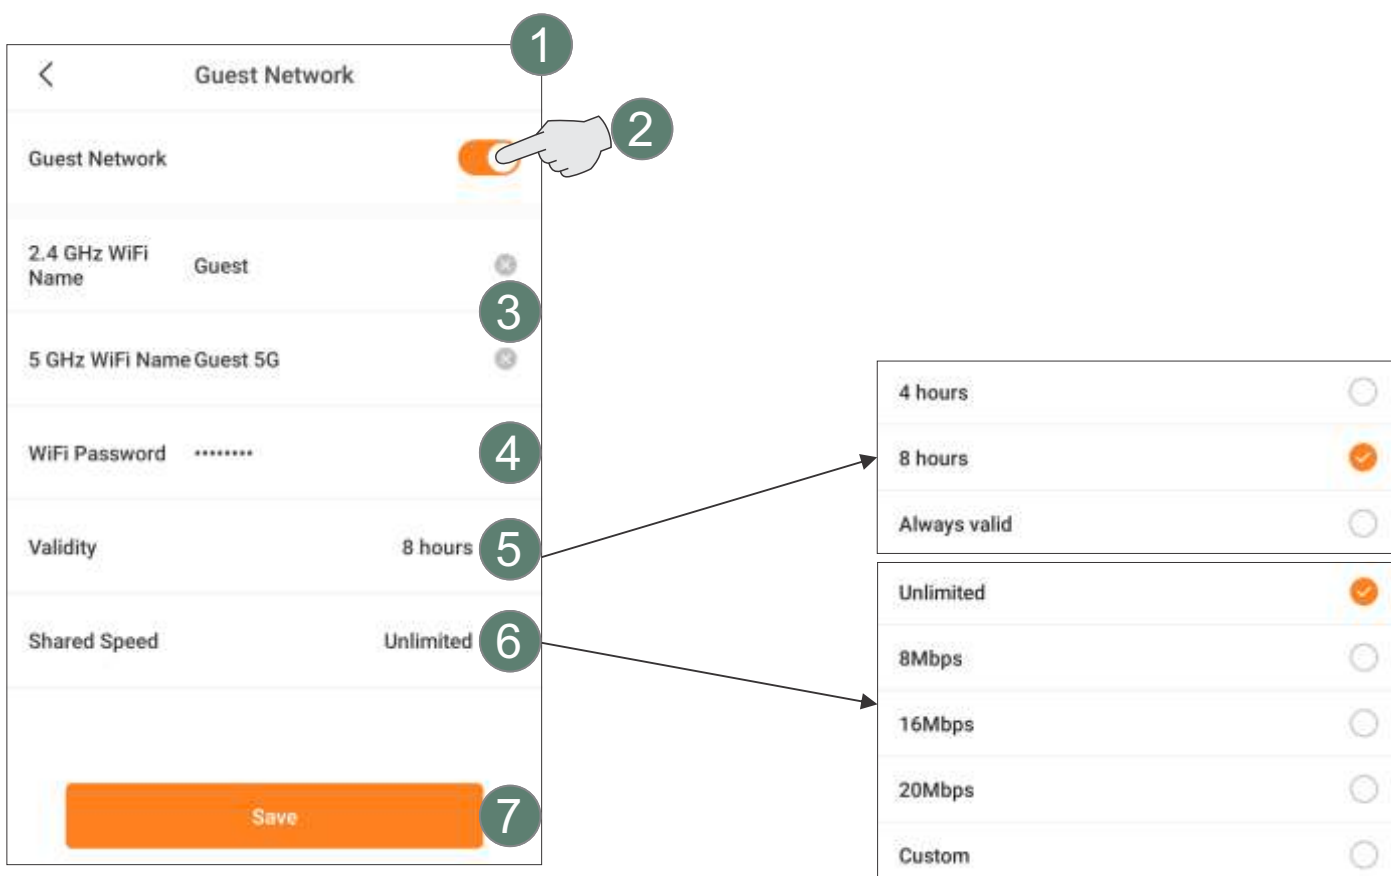 1
Guest Network
2
Guest Network
2.4 GHz WiFi
Name
Guest
3
5 GHz WiFi Name Guest 5G
WiFi Password ········
4
Validity 8 hours 5
Shared Speed Unlimited 6
Save 7
4 hours
8 hours
Always valid
Unlimited
8Mbps
16Mbps
20Mbps
Custom